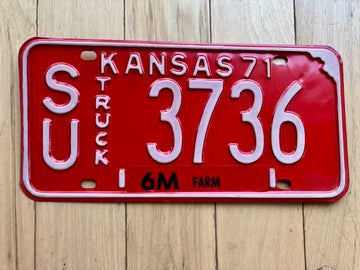 KANSAS 71
SU
TRUCK
3736
6M FARM